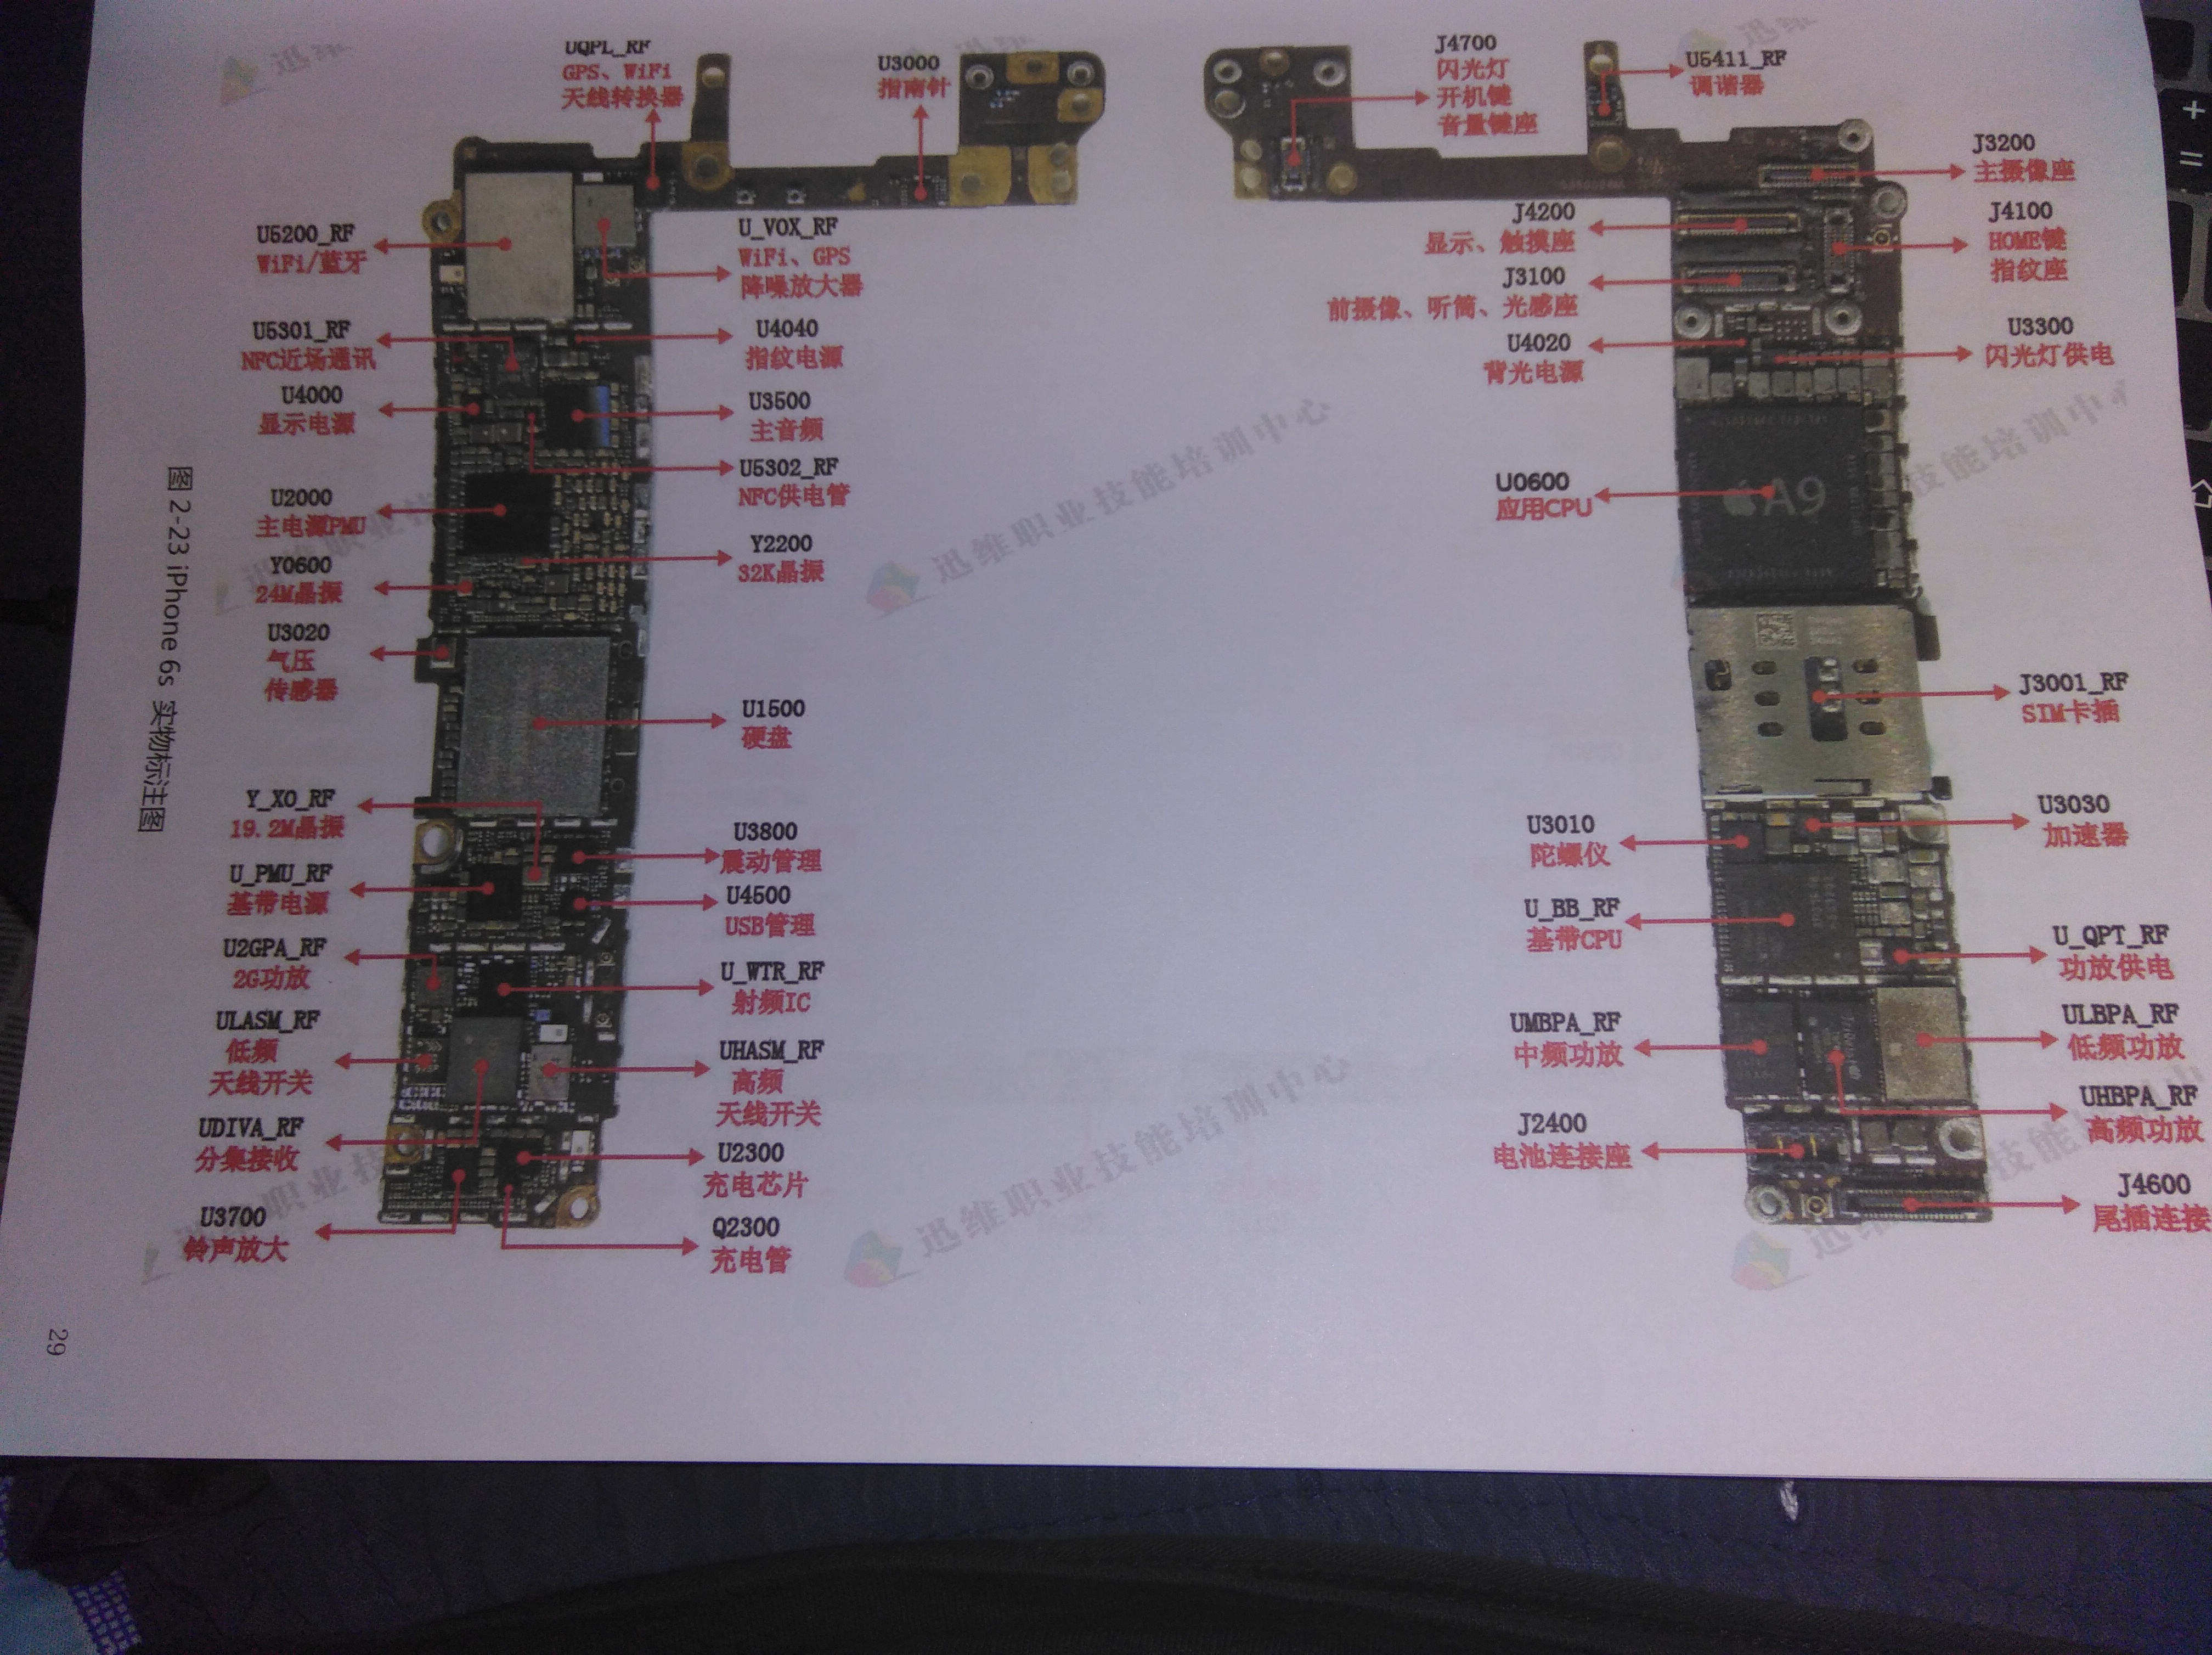 UQPL_RF
GPS、WiFi
天线转换器
U3000
指南针
U5200_RF
WiFi/蓝牙
U_VOX_RF
WiFi、GPS
降噪放大器
U5301_RF
NFC近场通讯
U4040
指纹电源
U4000
显示电源
U3500
主音频
U5302_RF
NFC供电管
U2000
主电源PMU
Y2200
32K晶振
Y0600
24M晶振
U3020
气压
传感器
U1500
硬盘
Y_XO_RF
19.2M晶振
U3800
震动管理
U_PMU_RF
基带电源
U4500
USB管理
U2GPA_RF
2G功放
U_WTR_RF
射频IC
ULASM_RF
低频
天线开关
UHASM_RF
高频
天线开关
UDIVA_RF
分集接收
U2300
充电芯片
U3700
铃声放大
Q2300
充电管
J4700
闪光灯
开机键
音量键座
U5411_RF
调谐器
J3200
主摄像座
J4200
显示、触摸座
J4100
HOME键
指纹座
J3100
前摄像、听筒、光感座
U4020
背光电源
U3300
闪光灯供电
U0600
应用CPU
A9
J3001_RF
SIM卡插
U3010
陀螺仪
U3030
加速器
U_BB_RF
基带CPU
U_QPT_RF
功放供电
UMBPA_RF
中频功放
ULBPA_RF
低频功放
UHBPA_RF
高频功放
J2400
电池连接座
J4600
尾插连接
图 2-23 iPhone 6s 实物标注图
29
迅维职业技能培训中心
迅维职业技能培训中心